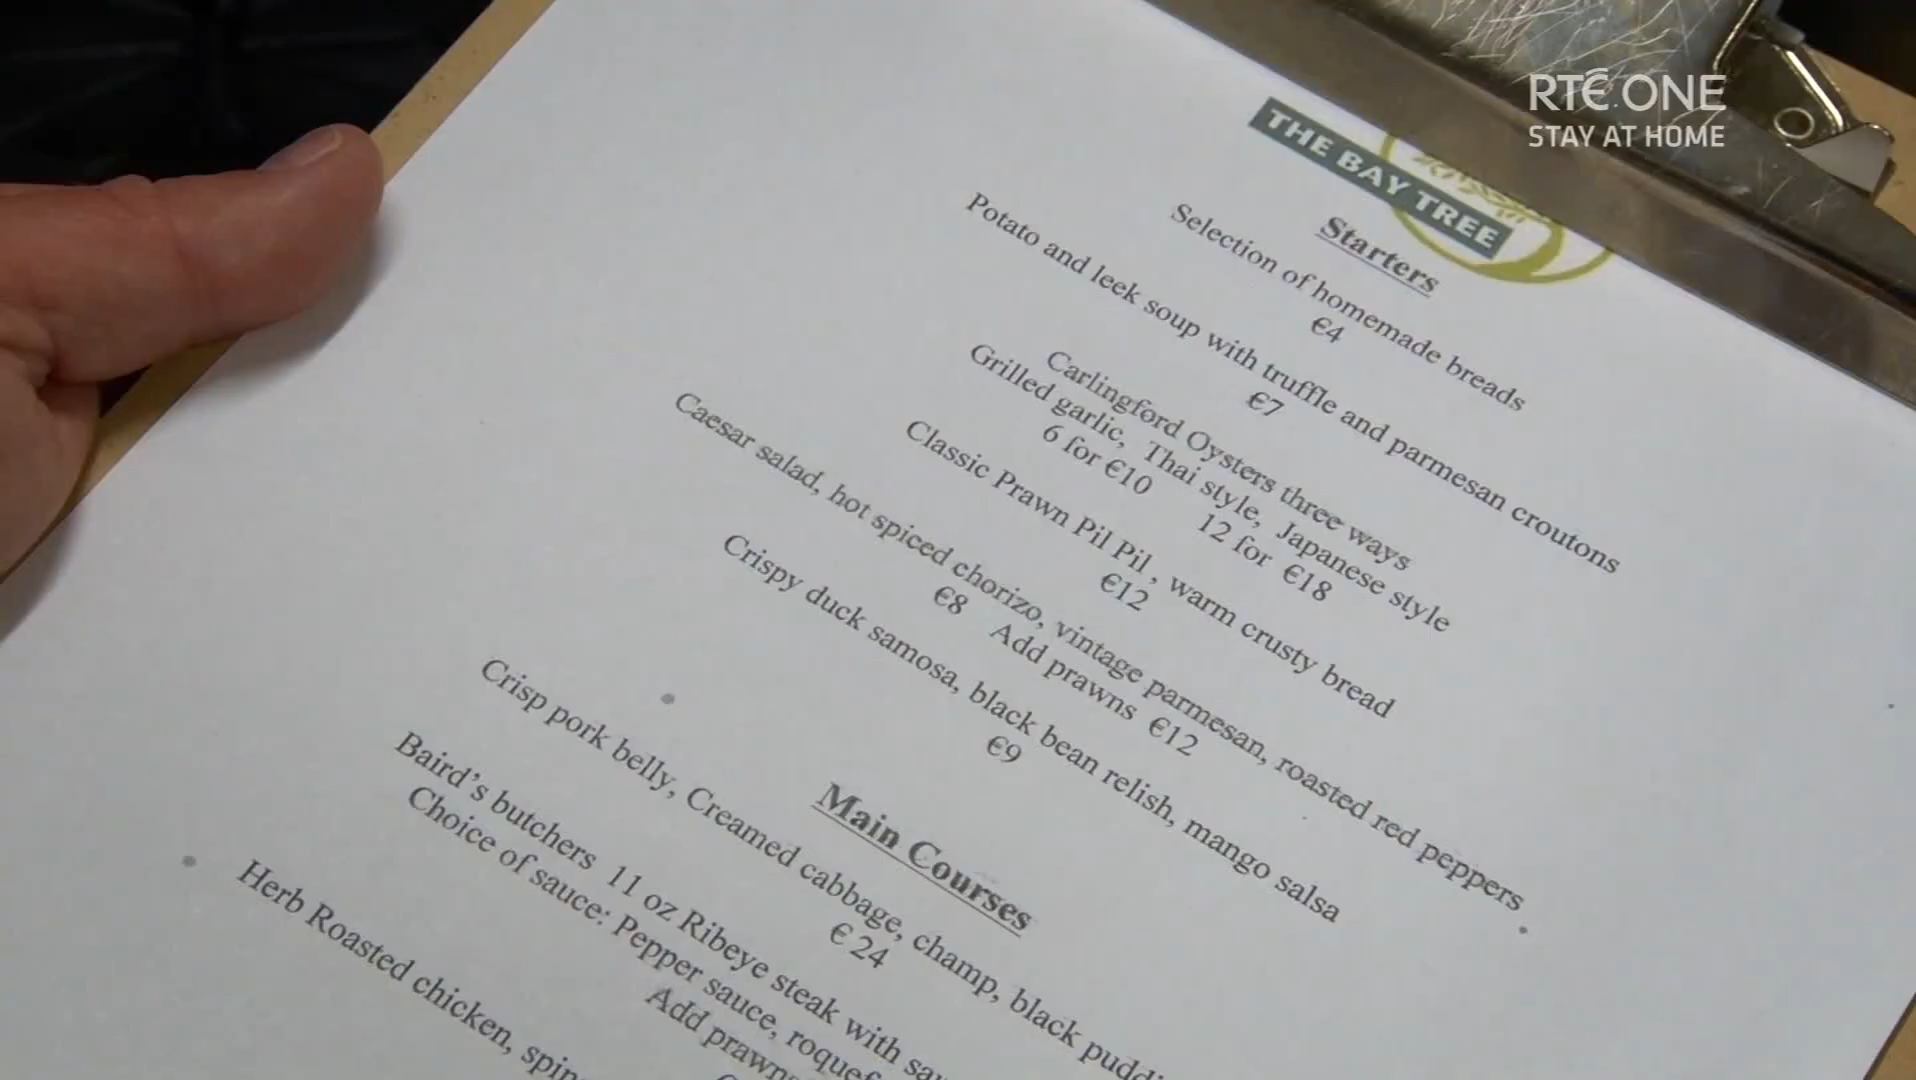 RTÉ ONE
STAY AT HOME
THE BAY TREE
Starters
Selection of homemade breads
€4
Potato and leek soup with truffle and parmesan croutons
€7
Carlingford Oysters three ways
Grilled garlic, Thai style, Japanese style
6 for €10 12 for €18
Classic Prawn Pil Pil , warm crusty bread
€12
Caesar salad, hot spiced chorizo, vintage parmesan, roasted red peppers
€8 Add prawns €12
Crispy duck samosa, black bean relish, mango salsa
€9
Main Courses
Crisp pork belly, Creamed cabbage, champ, black puddi
€ 24
Baird's butchers 11 oz Ribeye steak with sau
Choice of sauce: Pepper sauce, roquef
Add prawns
Herb Roasted chicken, spin